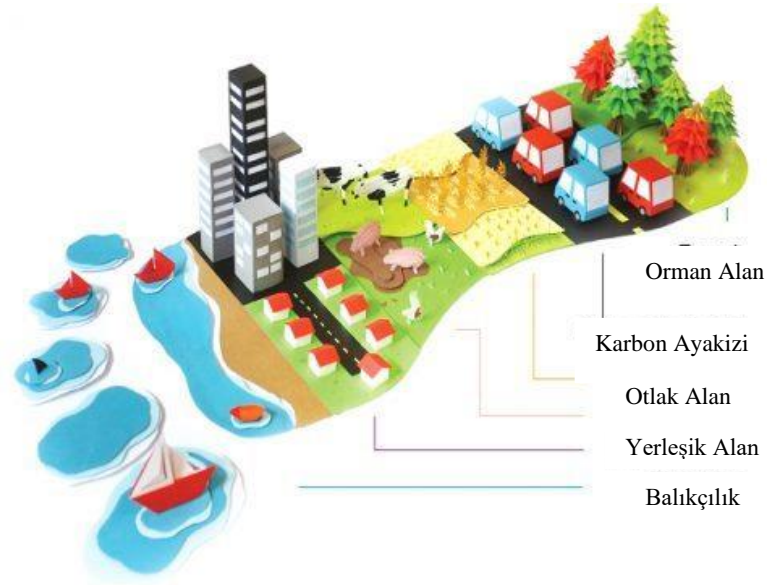 Orman Alan
Karbon Ayakizi
Otlak Alan
Yerleşik Alan
Balıkçılık